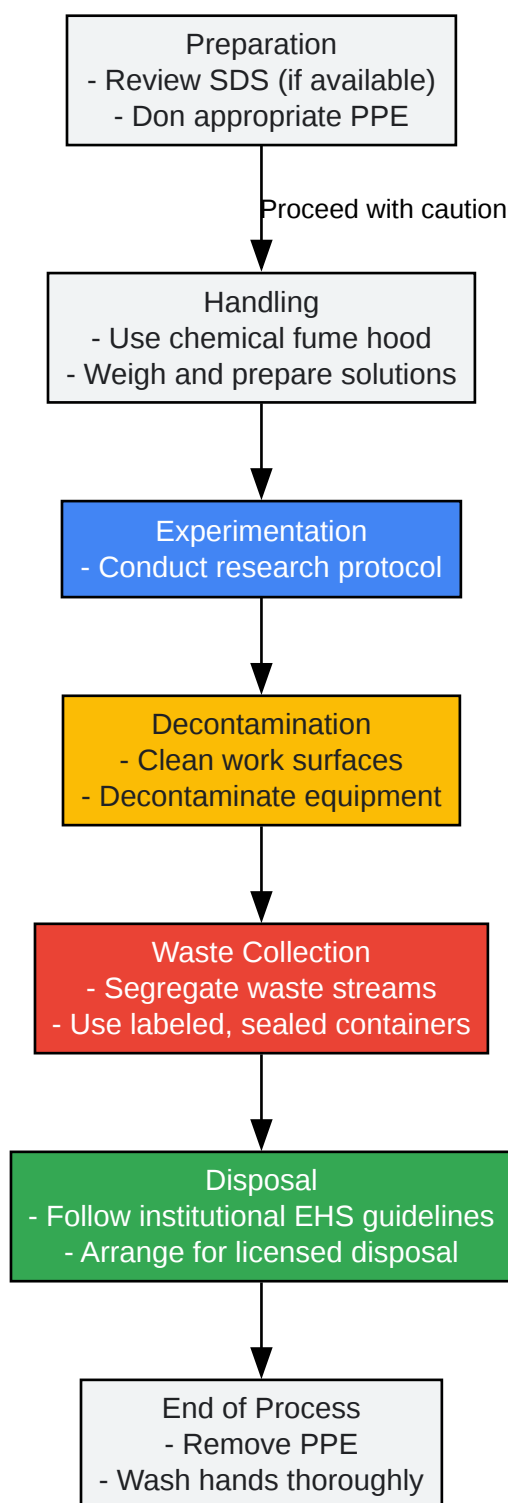 Preparation
- Review SDS (if available)
- Don appropriate PPE
Proceed with caution
Handling
- Use chemical fume hood
- Weigh and prepare solutions
Experimentation
- Conduct research protocol
Decontamination
- Clean work surfaces
- Decontaminate equipment
Waste Collection
- Segregate waste streams
- Use labeled, sealed containers
Disposal
- Follow institutional EHS guidelines
- Arrange for licensed disposal
End of Process
- Remove PPE
- Wash hands thoroughly